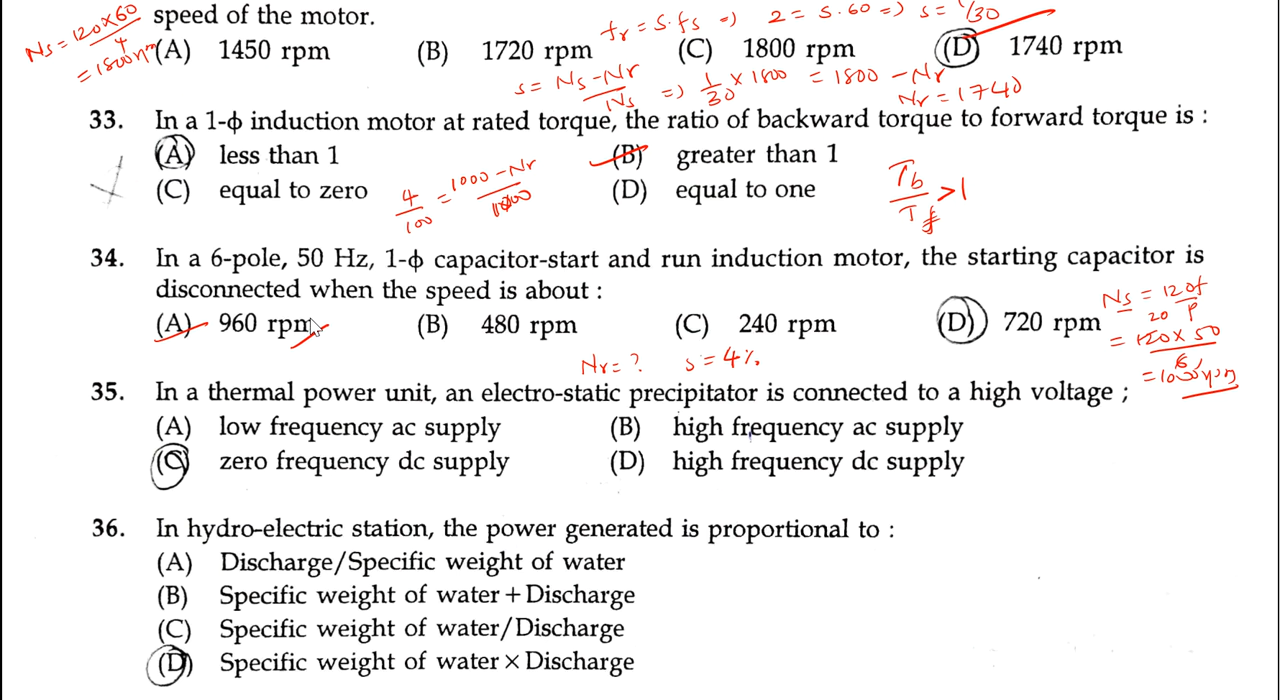 speed of the motor.
Ns = 120×60/4
= 1800 rpm
fr = s.fs => 2 = s.60 => s = 1/30
(A) 1450 rpm (B) 1720 rpm (C) 1800 rpm (D) 1740 rpm
s = Ns-Nr/Ns => 1/30 × 1800 = 1800 - Nr
Nr = 1740
33. In a 1-ϕ induction motor at rated torque, the ratio of backward torque to forward torque is :
(A) less than 1 (B) greater than 1
(C) equal to zero (D) equal to one
4/100 = 1000 - Nr/1000
Tb/Tf > 1
34. In a 6-pole, 50 Hz, 1-ϕ capacitor-start and run induction motor, the starting capacitor is
disconnected when the speed is about :
(A) 960 rpm (B) 480 rpm (C) 240 rpm (D) 720 rpm
Ns = 120f/P
20
= 120×50/6
= 1000 rpm
Nr = ? s = 4%
35. In a thermal power unit, an electro-static precipitator is connected to a high voltage ;
(A) low frequency ac supply (B) high frequency ac supply
(C) zero frequency dc supply (D) high frequency dc supply
36. In hydro-electric station, the power generated is proportional to :
(A) Discharge/Specific weight of water
(B) Specific weight of water + Discharge
(C) Specific weight of water/Discharge
(D) Specific weight of water × Discharge